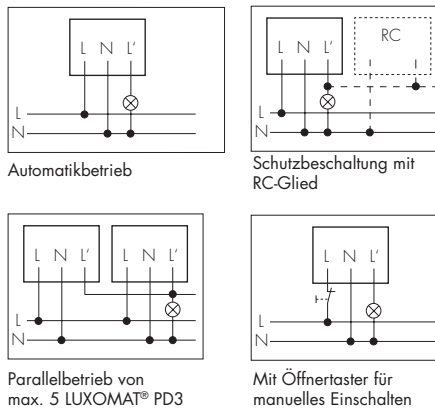 L N L'
L
N
Automatikbetrieb
L N L'
RC
L
N
Schutzbeschaltung mit
RC-Glied
L N L' L N L'
L
N
Parallelbetrieb von
max. 5 LUXOMAT® PD3
L N L'
L
N
Mit Öffnertaster für
manuelles Einschalten